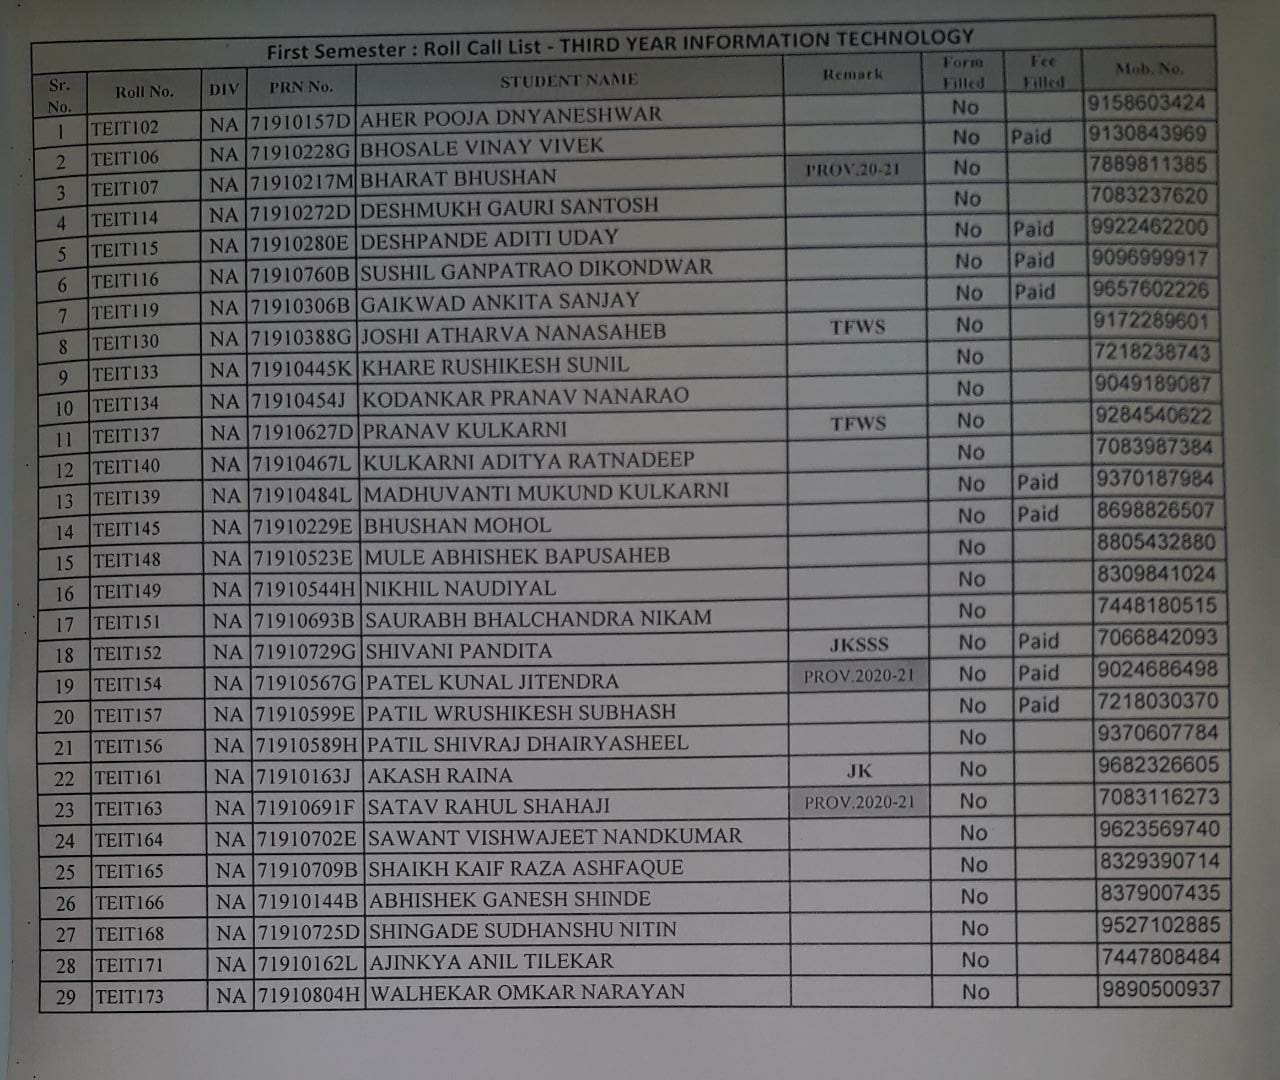 First Semester : Roll Call List - THIRD YEAR INFORMATION TECHNOLOGY
Sr. No. Roll No. DIV PRN No. STUDENT NAME Remark Form Filled Fee Filled Mob. No.
1 TEIT102 NA 71910157D AHER POOJA DNYANESHWAR No 9158603424
2 TEIT106 NA 71910228G BHOSALE VINAY VIVEK No Paid 9130843969
3 TEIT107 NA 71910217M BHARAT BHUSHAN PROV.20-21 No 7889811385
4 TEIT114 NA 71910272D DESHMUKH GAURI SANTOSH No 7083237620
5 TEIT115 NA 71910280E DESHPANDE ADITI UDAY No Paid 9922462200
6 TEIT116 NA 71910760B SUSHIL GANPATRAO DIKONDWAR No Paid 9096999917
7 TEIT119 NA 71910306B GAIKWAD ANKITA SANJAY No Paid 9657602226
8 TEIT130 NA 71910388G JOSHI ATHARVA NANASAHEB TFWS No 9172289601
9 TEIT133 NA 71910445K KHARE RUSHIKESH SUNIL No 7218238743
10 TEIT134 NA 71910454J KODANKAR PRANAV NANARAO No 9049189087
11 TEIT137 NA 71910627D PRANAV KULKARNI TFWS No 9284540622
12 TEIT140 NA 71910467L KULKARNI ADITYA RATNADEEP No 7083987384
13 TEIT139 NA 71910484L MADHUVANTI MUKUND KULKARNI No Paid 9370187984
14 TEIT145 NA 71910229E BHUSHAN MOHOL No Paid 8698826507
15 TEIT148 NA 71910523E MULE ABHISHEK BAPUSAHEB No 8805432880
16 TEIT149 NA 71910544H NIKHIL NAUDIYAL No 8309841024
17 TEIT151 NA 71910693B SAURABH BHALCHANDRA NIKAM No 7448180515
18 TEIT152 NA 71910729G SHIVANI PANDITA JKSSS No Paid 7066842093
19 TEIT154 NA 71910567G PATEL KUNAL JITENDRA PROV.2020-21 No Paid 9024686498
20 TEIT157 NA 71910599E PATIL WRUSHIKESH SUBHASH No Paid 7218030370
21 TEIT156 NA 71910589H PATIL SHIVRAJ DHAIRYASHEEL No 9370607784
22 TEIT161 NA 71910163J AKASH RAINA JK No 9682326605
23 TEIT163 NA 71910691F SATAV RAHUL SHAHAJI PROV.2020-21 No 7083116273
24 TEIT164 NA 71910702E SAWANT VISHWAJEET NANDKUMAR No 9623569740
25 TEIT165 NA 71910709B SHAIKH KAIF RAZA ASHFAQUE No 8329390714
26 TEIT166 NA 71910144B ABHISHEK GANESH SHINDE No 8379007435
27 TEIT168 NA 71910725D SHINGADE SUDHANSHU NITIN No 9527102885
28 TEIT171 NA 71910162L AJINKYA ANIL TILEKAR No 7447808484
29 TEIT173 NA 71910804H WALHEKAR OMKAR NARAYAN No 9890500937